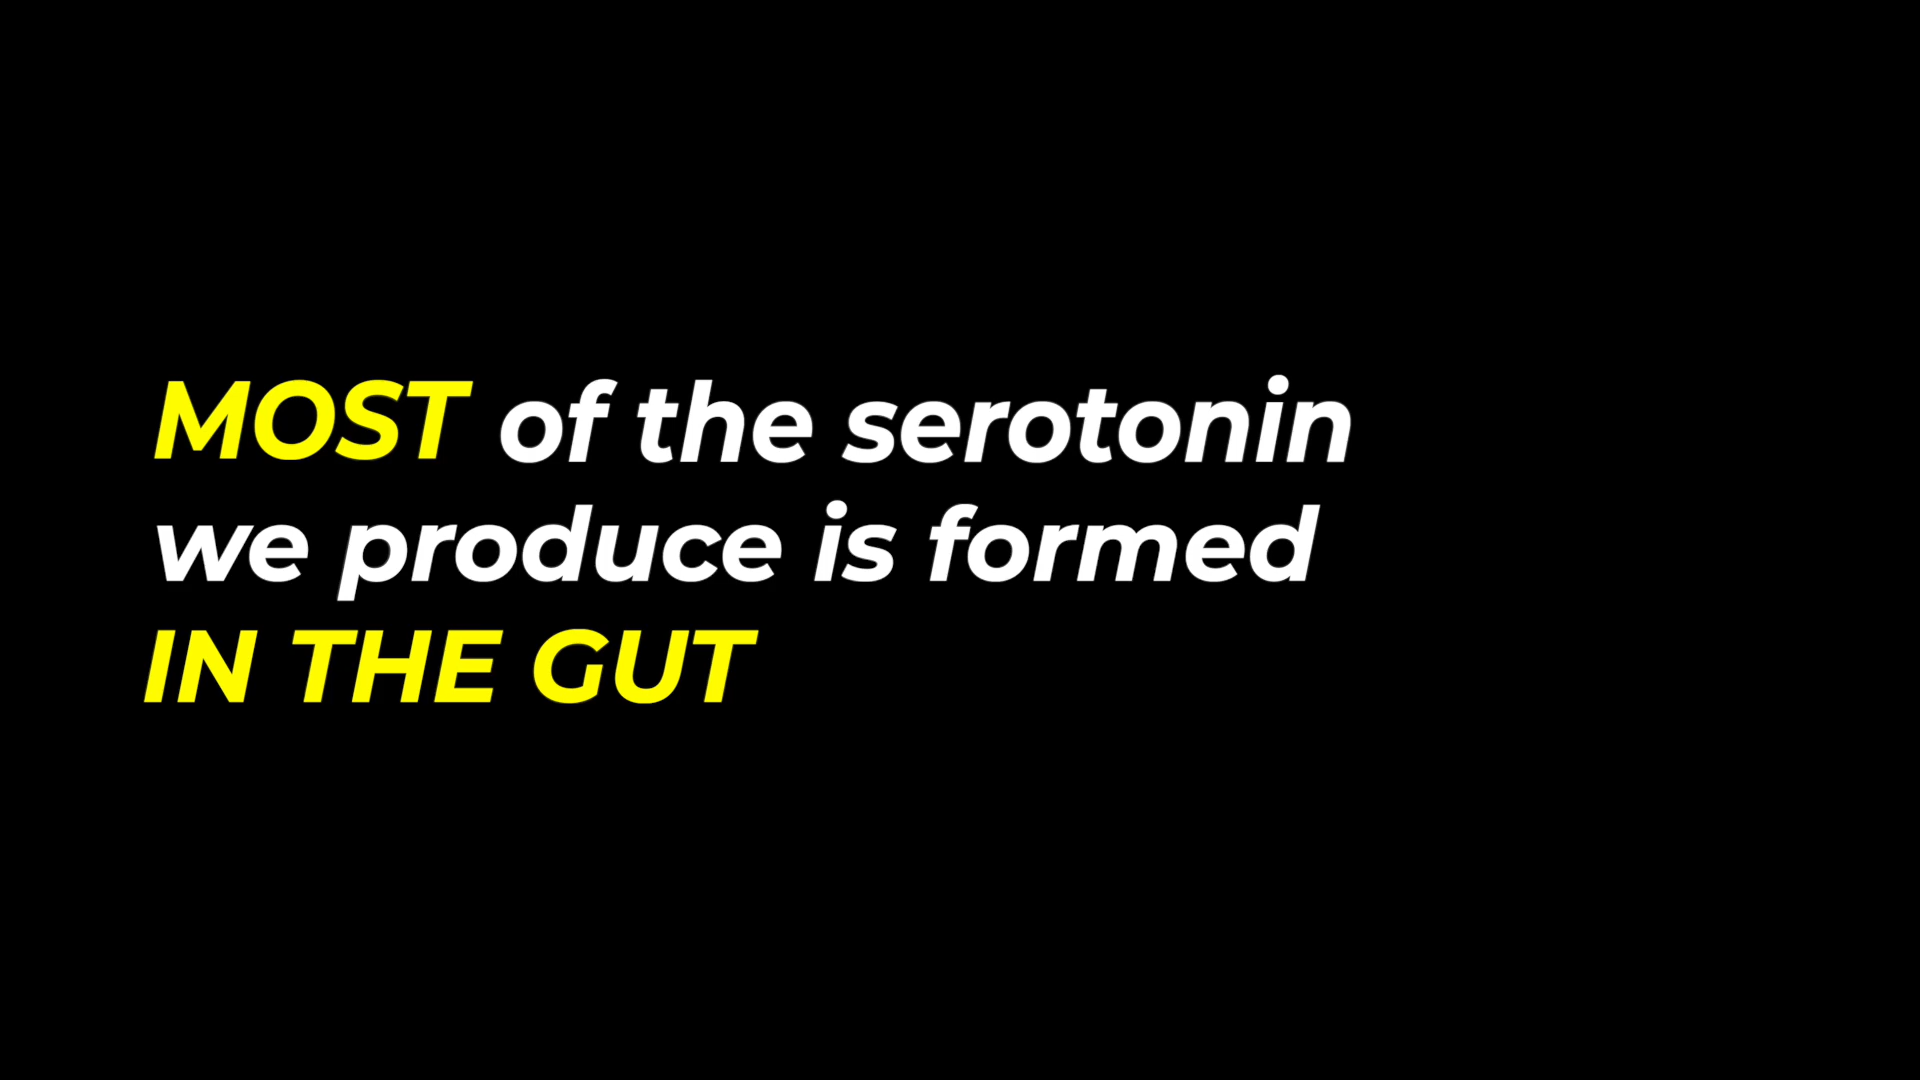 MOST of the serotonin
we produce is formed
IN THE GUT